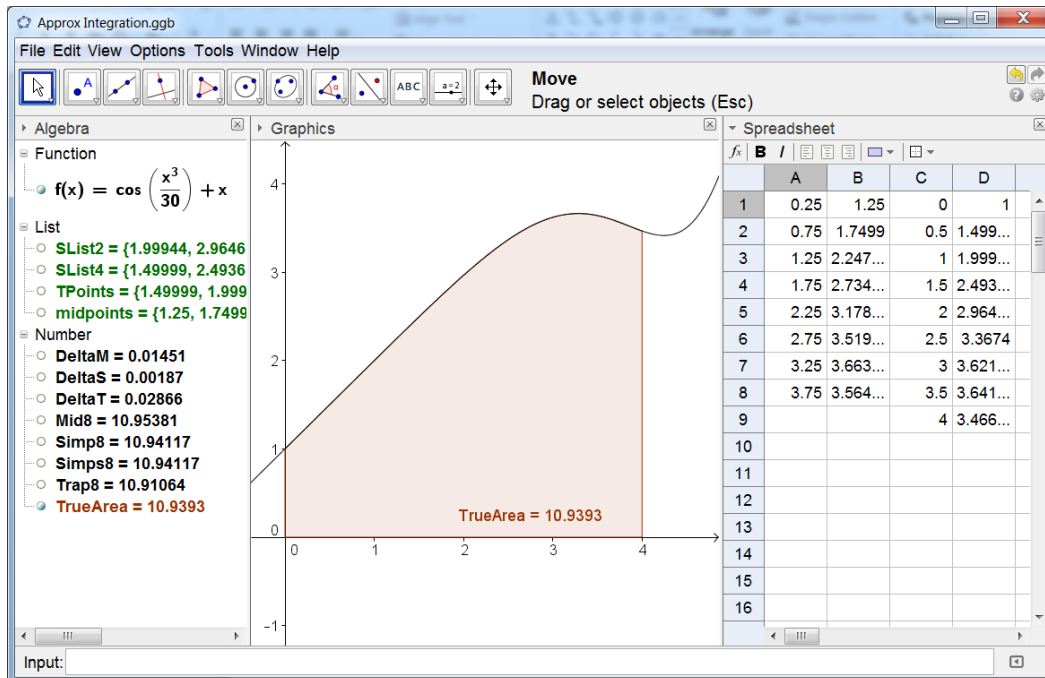 Approx Integration.ggb
File Edit View Options Tools Window Help
A
α
ABC
a=2
Move
Drag or select objects (Esc)
Algebra
Function
f(x) = cos (x³/30) + x
List
SList2 = {1.99944, 2.9646
SList4 = {1.49999, 2.4936
TPoints = {1.49999, 1.999
midpoints = {1.25, 1.7499
Number
DeltaM = 0.01451
DeltaS = 0.00187
DeltaT = 0.02866
Mid8 = 10.95381
Simp8 = 10.94117
Simps8 = 10.94117
Trap8 = 10.91064
TrueArea = 10.9393
Graphics
4
3
2
1
0
-1
0 1 2 3 4
TrueArea = 10.9393
Spreadsheet
fx B I
A B C D
1 0.25 1.25 0 1
2 0.75 1.7499 0.5 1.499...
3 1.25 2.247... 1 1.999...
4 1.75 2.734... 1.5 2.493...
5 2.25 3.178... 2 2.964...
6 2.75 3.519... 2.5 3.3674
7 3.25 3.663... 3 3.621...
8 3.75 3.564... 3.5 3.641...
9 4 3.466...
10
11
12
13
14
15
16
Input: